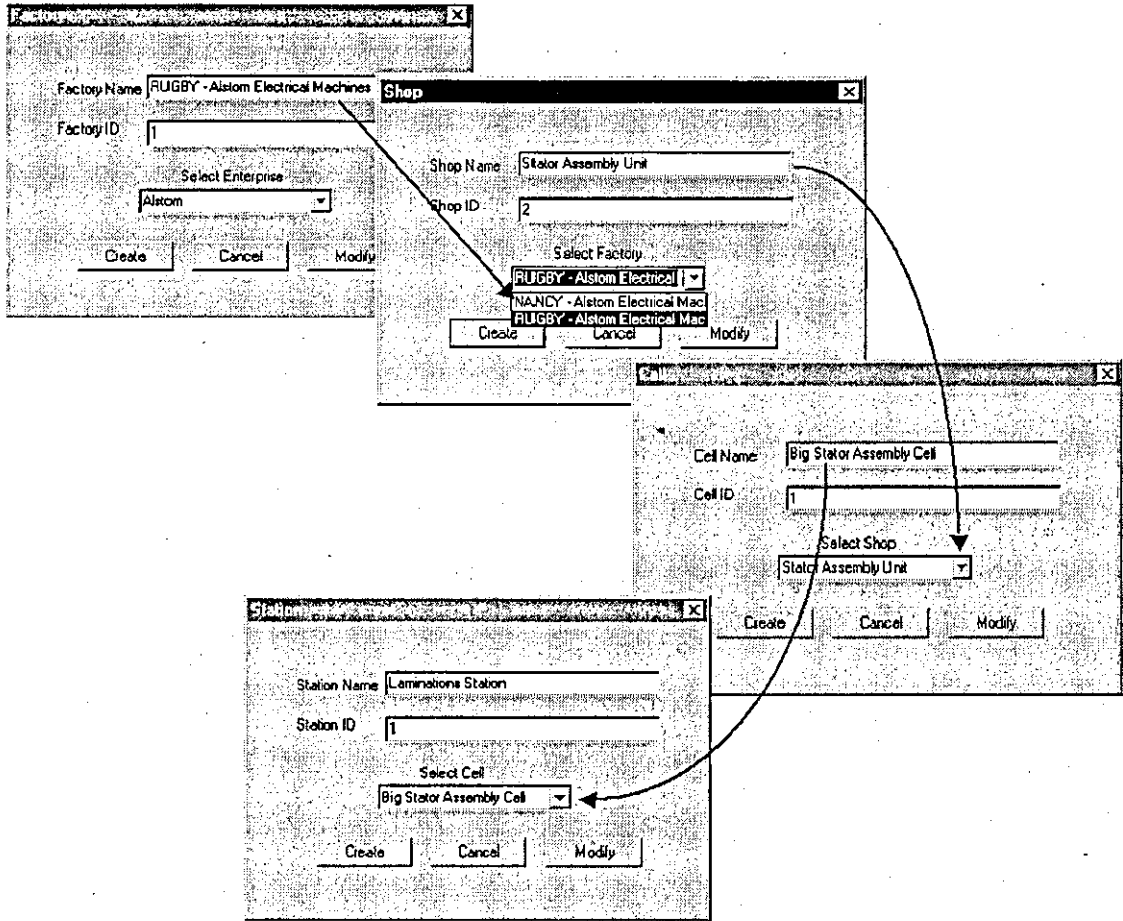 Factory
Factory Name RUGBY - Alstom Electrical Machines
Factory ID 1
Select Enterprise
Alstom
Create Cancel Modify
Shop
Shop Name Stator Assembly Unit
Shop ID 2
Select Factory
RUGBY - Alstom Electrical
NANCY - Alstom Electrical Mac
RUGBY - Alstom Electrical Mac
Create Cancel Modify
Cell Name Big Stator Assembly Cell
Cell ID 1
Select Shop
Stator Assembly Unit
Create Cancel Modify
Station
Station Name Laminations Station
Station ID 1
Select Cell
Big Stator Assembly Cell
Create Cancel Modify